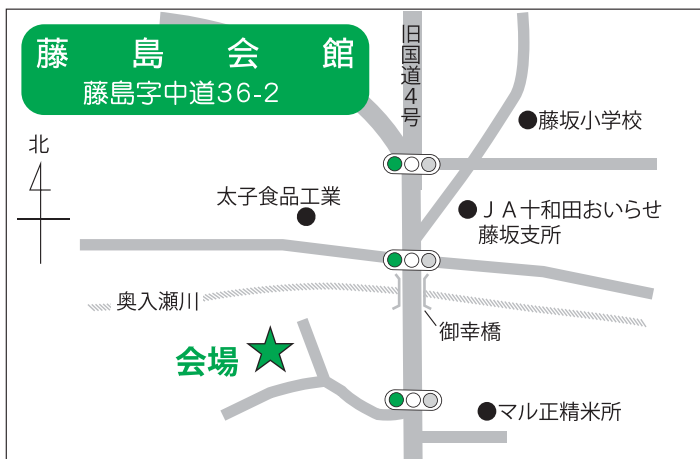 藤島会館
藤島字中道36-2
旧国道4号
北
藤坂小学校
太子食品工業
JA十和田おいらせ
藤坂支所
奥入瀬川
御幸橋
会場
マル正精米所